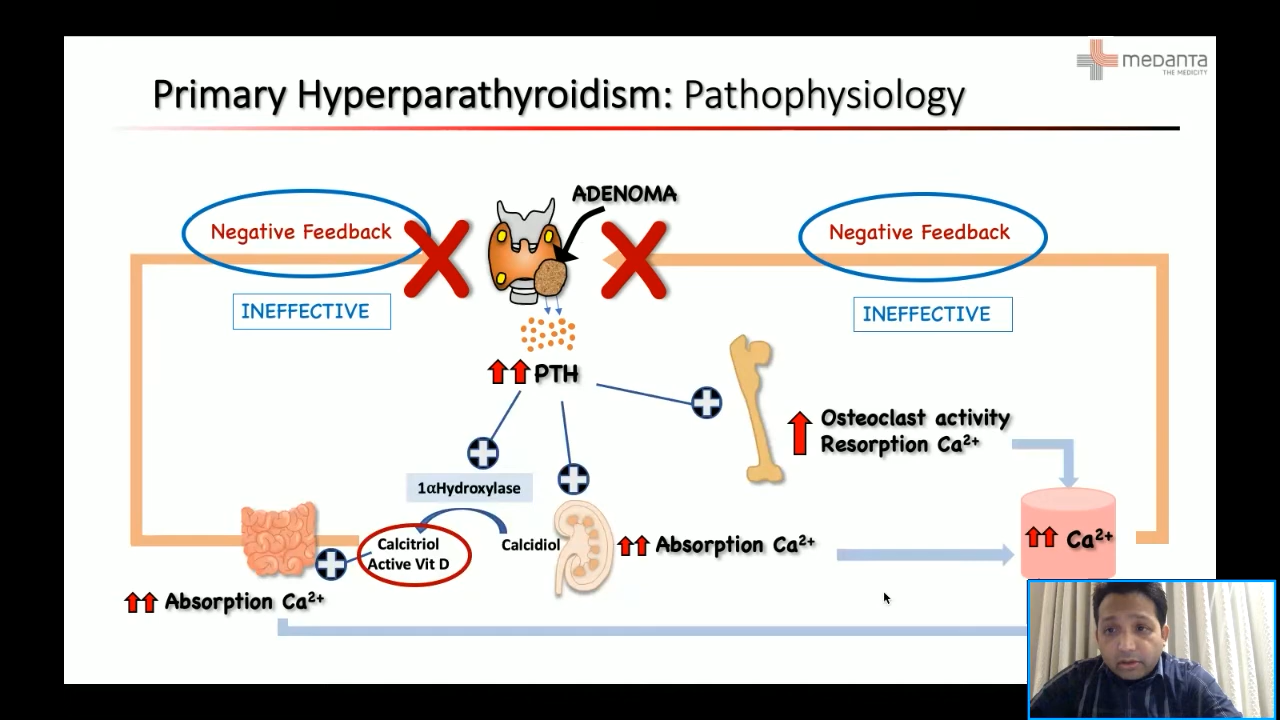 medanta
THE MEDICITY
Primary Hyperparathyroidism: Pathophysiology
ADENOMA
Negative Feedback
Negative Feedback
INEFFECTIVE
INEFFECTIVE
PTH
Osteoclast activity
Resorption Ca²⁺
1αHydroxylase
Calcitriol
Active Vit D
Calcidiol
Absorption Ca²⁺
Ca²⁺
Absorption Ca²⁺